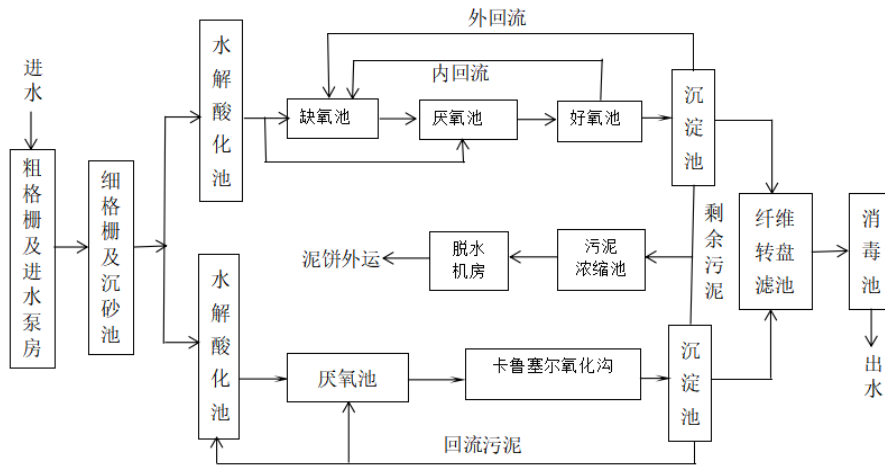 进水
粗格栅及进水泵房
细格栅及沉砂池
水解酸化池
外回流
内回流
缺氧池
厌氧池
好氧池
沉淀池
剩余污泥
泥饼外运
脱水
机房
污泥
浓缩池
纤维
转盘
滤池
消毒池
出水
水解酸化池
厌氧池
卡鲁塞尔氧化沟
沉淀池
回流污泥